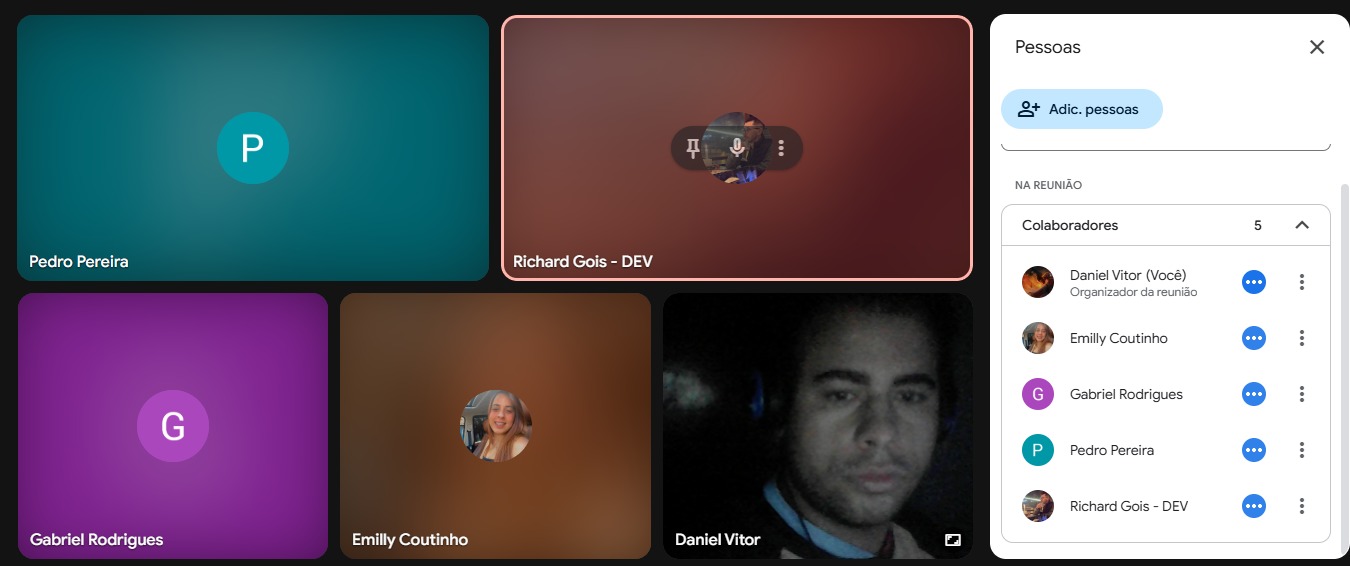 P
Pedro Pereira
Richard Gois - DEV
G
Gabriel Rodrigues
Emilly Coutinho
Daniel Vitor
Pessoas
Adic. pessoas
NA REUNIÃO
Colaboradores 5
Daniel Vitor (Você)
Organizador da reunião
Emilly Coutinho
G Gabriel Rodrigues
P Pedro Pereira
Richard Gois - DEV